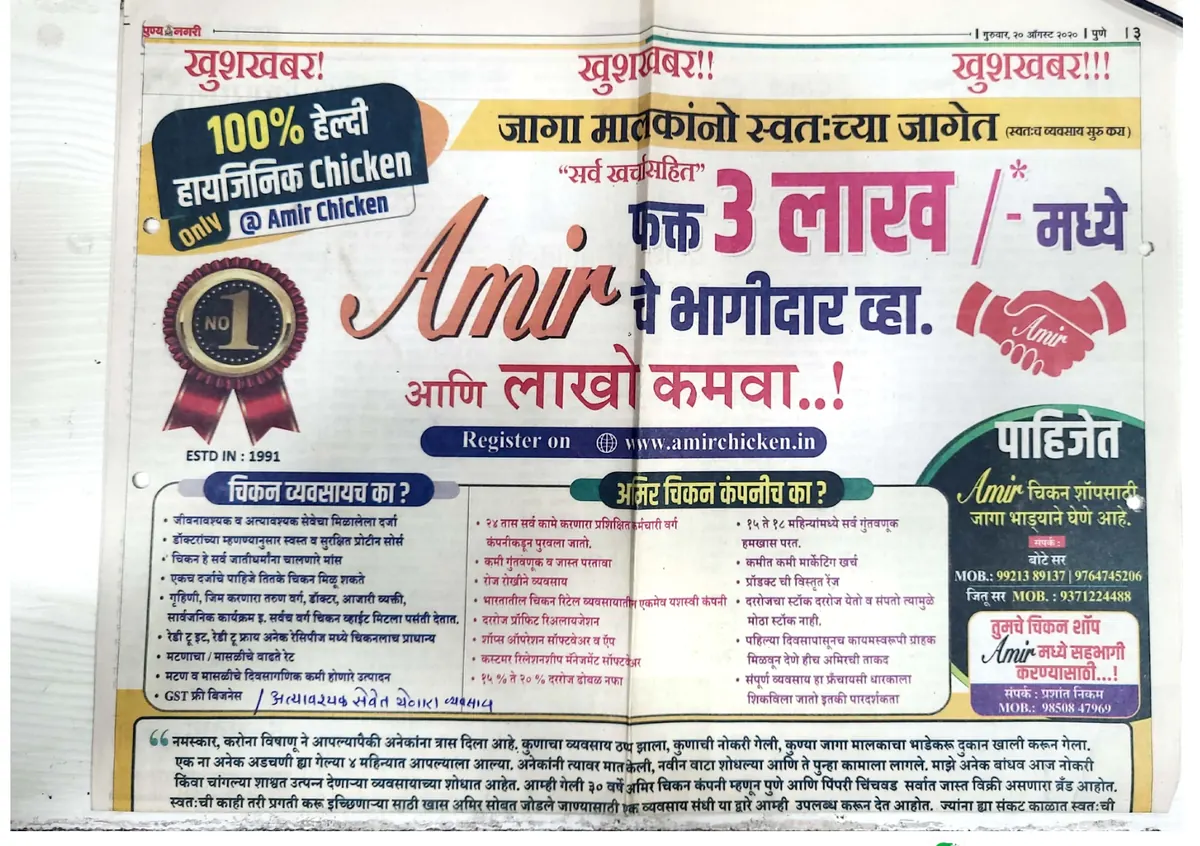 पुण्य नगरी
। गुरुवार, २० ऑगस्ट २०२० । पुणे । ३
खुशखबर! खुशखबर!! खुशखबर!!!
100% हेल्दी
हायजिनिक Chicken
only @ Amir Chicken
जागा मालकांनो स्वतःच्या जागेत (स्वतःच व्यवसाय सुरु करा)
"सर्व खर्चासहित"
फक्त 3 लाख /-* मध्ये
Amir चे भागीदार व्हा.
आणि लाखो कमवा..!
Register on www.amirchicken.in
NO 1
ESTD IN : 1991
Amir
चिकन व्यवसायच का ?
• जीवनावश्यक व अत्यावश्यक सेवेचा मिळालेला दर्जा
• डॉक्टरांच्या म्हणण्यानुसार स्वस्त व सुरक्षित प्रोटीन सोर्स
• चिकन हे सर्व जातीधर्मांना चालणारे मांस
• एकच दर्जाचे पाहिजे तितके चिकन मिळू शकते
• गृहिणी, जिम करणारा तरुण वर्ग, डॉक्टर, आजारी व्यक्ती,
सार्वजनिक कार्यक्रम इ. सर्वच वर्ग चिकन व्हाईट मिटला पसंती देतात.
• रेडी टू इट, रेडी टू फ्राय अनेक रेसिपीज मध्ये चिकनलाच प्राधान्य
• मटणाचा / मासळीचे वाढते रेट
• मटण व मासळीचे दिवसागणिक कमी होणारे उत्पादन
• GST फ्री बिजनेस / अत्यावश्यक सेवेत येणारा व्यवसाय
अमिर चिकन कंपनीच का ?
• २४ तास सर्व कामे करणारा प्रशिक्षित कर्मचारी वर्ग
कंपनीकडून पुरवला जातो.
• कमी गुंतवणूक व जास्त परतावा
• रोज रोखीने व्यवसाय
• भारतातील चिकन रिटेल व्यवसायातील एकमेव यशस्वी कंपनी
• दररोज प्रॉफिट रिअलायजेशन
• शॉप्स ऑपरेशन सॉफ्टवेअर व ऍप
• कस्टमर रिलेशनशीप मॅनेजमेंट सॉफ्टवेअर
• १५ % ते २० % दररोज ढोबळ नफा
• १५ ते १८ महिन्यांमध्ये सर्व गुंतवणूक
हमखास परत.
• कमीत कमी मार्केटिंग खर्च
• प्रॉडक्ट ची विस्तृत रेंज
• दररोजचा स्टॉक दररोज येतो व संपतो त्यामुळे
मोठा स्टॉक नाही.
• पहिल्या दिवसापासूनच कायमस्वरूपी ग्राहक
मिळवून देणे हीच अमिरची ताकद
• संपूर्ण व्यवसाय हा फ्रँचायसी धारकाला
शिकविला जातो इतकी पारदर्शकता
पाहिजेत
Amir चिकन शॉपसाठी
जागा भाड्याने घेणे आहे.
संपर्क :
बोटे सर
MOB.: 99213 89137 | 9764745206
जितू सर MOB. : 9371224488
तुमचे चिकन शॉप
Amir मध्ये सहभागी
करण्यासाठी...!
संपर्क : प्रशांत निकम
MOB.: 98508 47969
“ नमस्कार, करोना विषाणू ने आपल्यापैकी अनेकांना त्रास दिला आहे. कुणाचा व्यवसाय ठप्प झाला, कुणाची नोकरी गेली, कुण्या जागा मालकाचा भाडेकरू दुकान खाली करून गेला.
एक ना अनेक अडचणी ह्या गेल्या ४ महिन्यात आपल्याला आल्या. अनेकांनी त्यावर मात केली, नवीन वाटा शोधल्या आणि ते पुन्हा कामाला लागले. माझे अनेक बांधव आज नोकरी
किंवा चांगल्या शाश्वत उत्पन्न देणाऱ्या व्यवसायाच्या शोधात आहेत. आम्ही गेली ३० वर्षे अमिर चिकन कंपनी म्हणून पुणे आणि पिंपरी चिंचवड सर्वात जास्त विक्री असणारा ब्रँड आहोत.
स्वतःची काही तरी प्रगती करू इच्छिणाऱ्या साठी खास अमिर सोबत जोडले जाण्यासाठी एक व्यवसाय संधी या द्वारे आम्ही उपलब्ध करून देत आहोत. ज्यांना ह्या संकट काळात स्वतःची